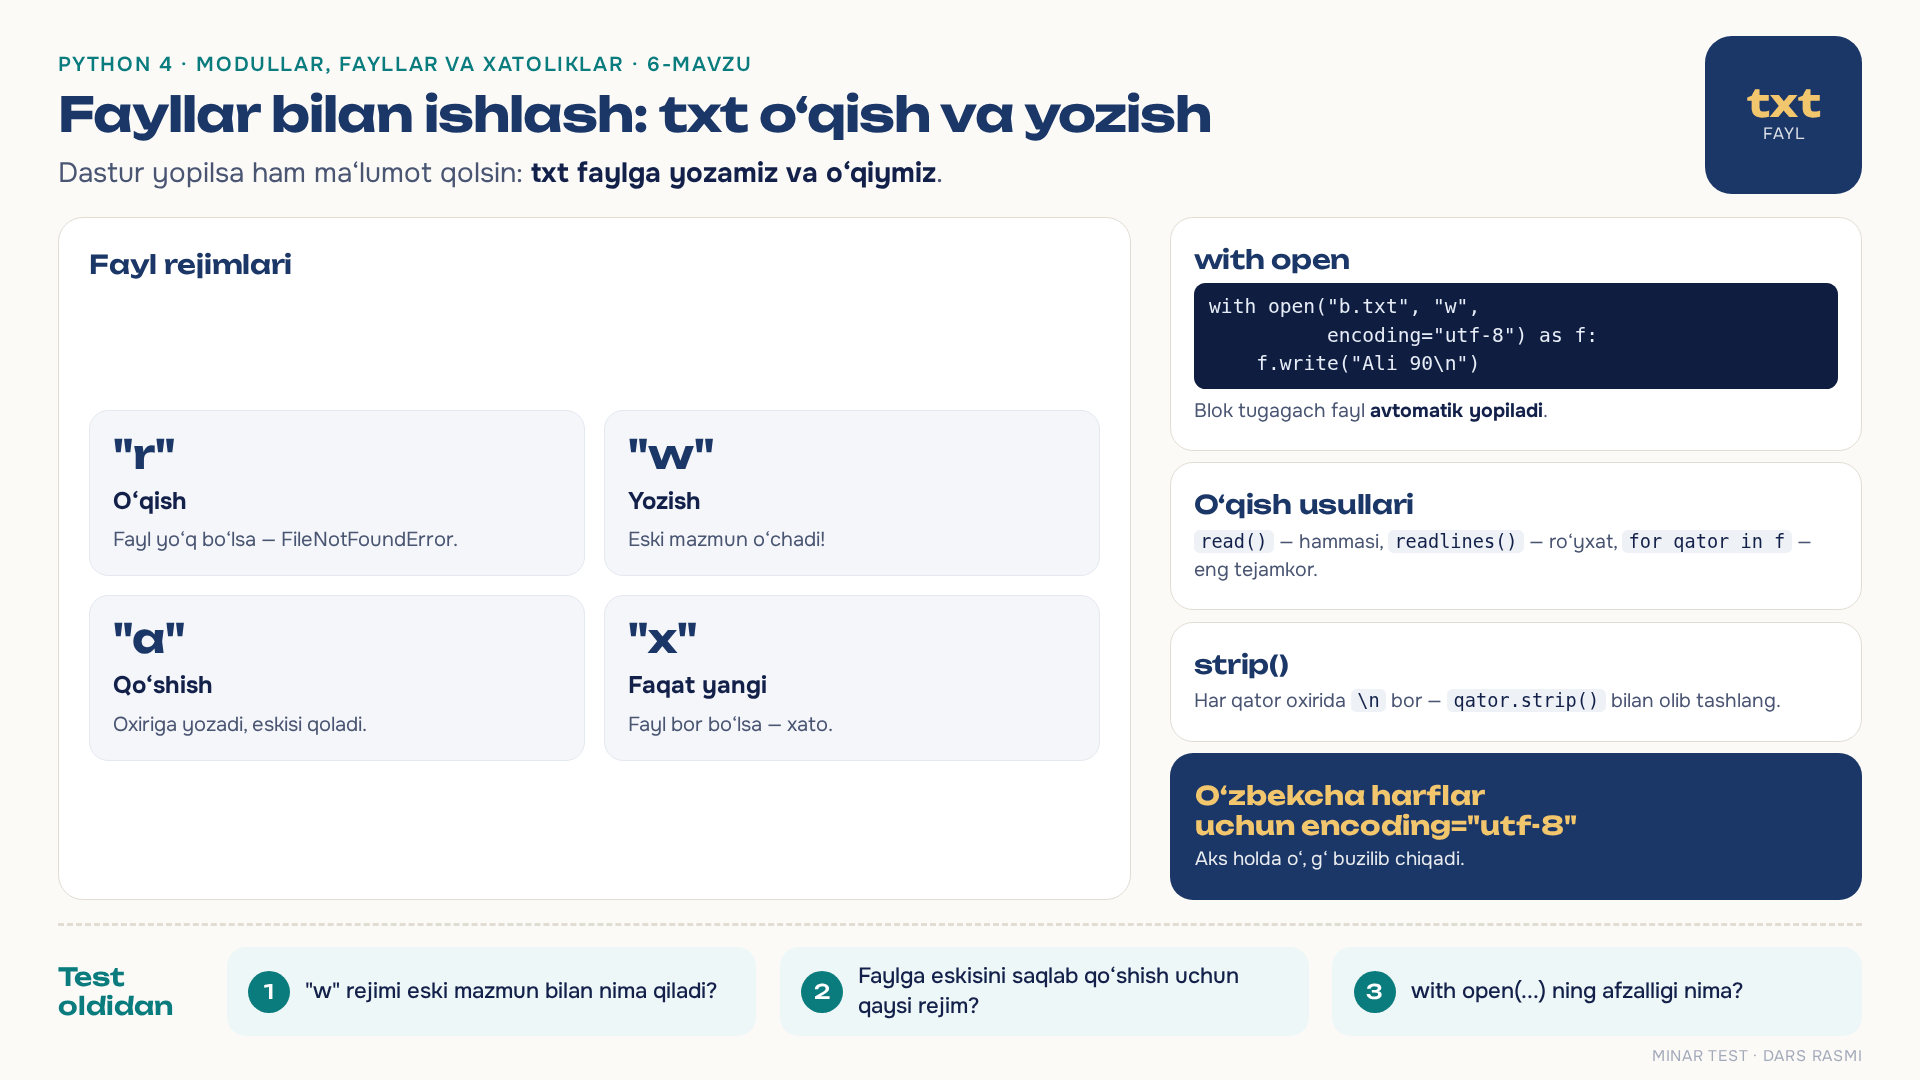 PYTHON 4 · MODULLAR, FAYLLAR VA XATOLIKLAR · 6-MAVZU
Fayllar bilan ishlash: txt o‘qish va yozish
Dastur yopilsa ham ma‘lumot qolsin: txt faylga yozamiz va o‘qiymiz.
txt
FAYL
Fayl rejimlari
"r"
O‘qish
Fayl yo‘q bo‘lsa — FileNotFoundError.
"w"
Yozish
Eski mazmun o‘chadi!
"a"
Qo‘shish
Oxiriga yozadi, eskisi qoladi.
"x"
Faqat yangi
Fayl bor bo‘lsa — xato.
with open
with open("b.txt", "w",
          encoding="utf-8") as f:
    f.write("Ali 90\n")
Blok tugagach fayl avtomatik yopiladi.
O‘qish usullari
read() — hammasi, readlines() — ro‘yxat, for qator in f —
eng tejamkor.
strip()
Har qator oxirida \n bor — qator.strip() bilan olib tashlang.
O‘zbekcha harflar
uchun encoding="utf-8"
Aks holda o‘, g‘ buzilib chiqadi.
Test
oldidan
1 "w" rejimi eski mazmun bilan nima qiladi?
2 Faylga eskisini saqlab qo‘shish uchun
qaysi rejim?
3 with open(...) ning afzalligi nima?
MINAR TEST · DARS RASMI